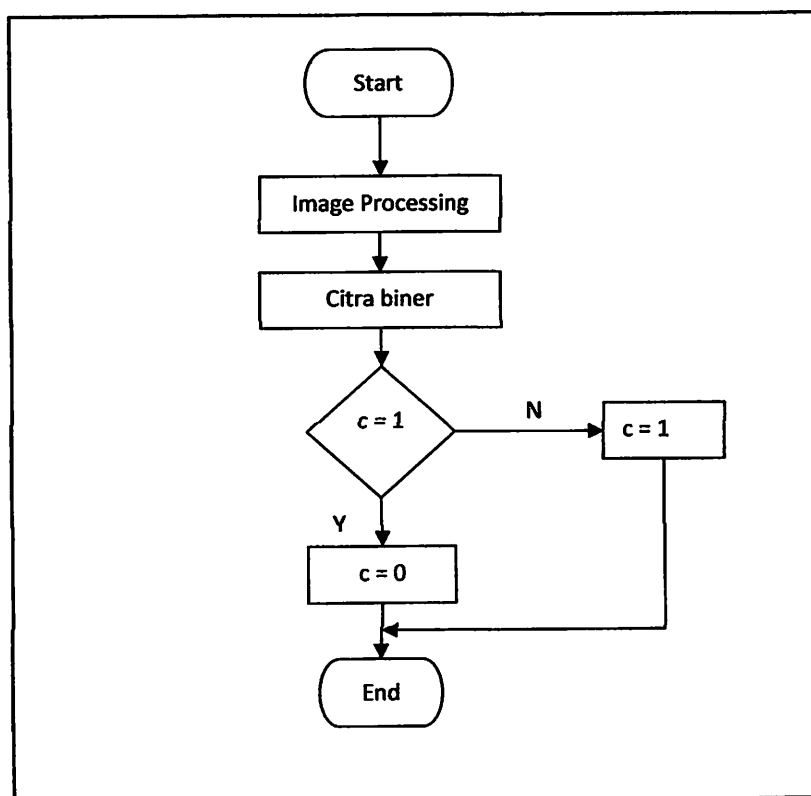 Start
Image Processing
Citra biner
c = 1
N
c = 1
Y
c = 0
End